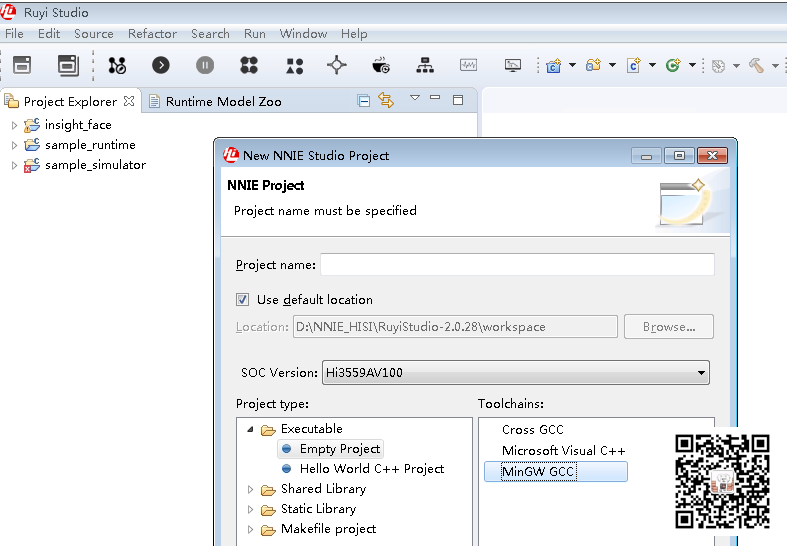 Ruyi Studio
File Edit Source Refactor Search Run Window Help
Project Explorer Runtime Model Zoo
insight_face
sample_runtime
sample_simulator
New NNIE Studio Project
NNIE Project
Project name must be specified
Project name:
Use default location
Location: D:\NNIE_HISI\RuyiStudio-2.0.28\workspace Browse...
SOC Version: Hi3559AV100
Project type: Toolchains:
Executable Cross GCC
Empty Project Microsoft Visual C++
Hello World C++ Project MinGW GCC
Shared Library
Static Library
Makefile project